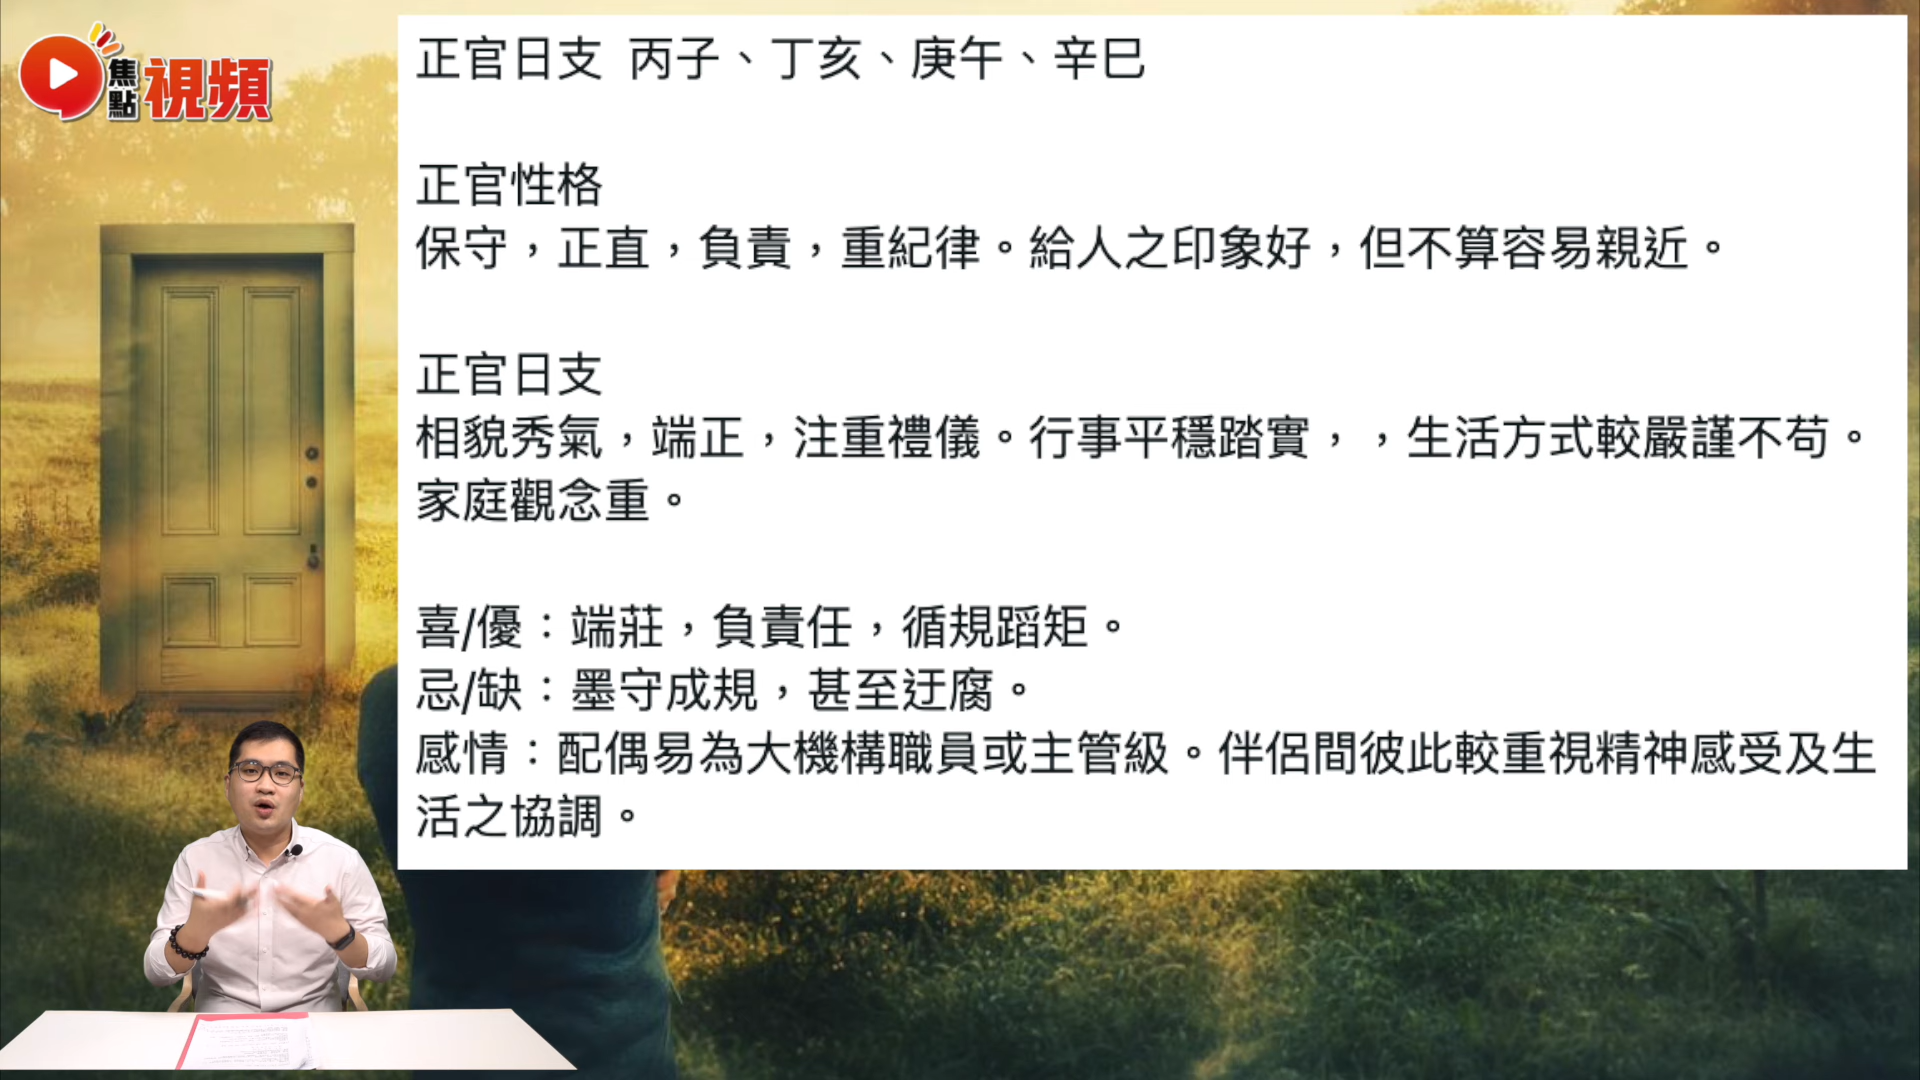 焦點視頻
正官日支 丙子、丁亥、庚午、辛巳
正官性格
保守，正直，負責，重紀律。給人之印象好，但不算容易親近。
正官日支
相貌秀氣，端正，注重禮儀。行事平穩踏實，，生活方式較嚴謹不苟。
家庭觀念重。
喜/優：端莊，負責任，循規蹈矩。
忌/缺：墨守成規，甚至迂腐。
感情：配偶易為大機構職員或主管級。伴侶間彼此較重視精神感受及生
活之協調。